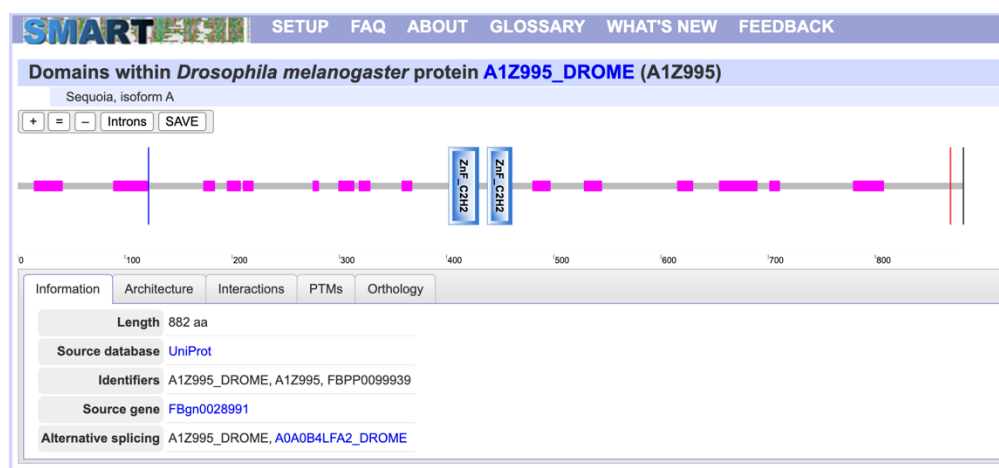 SMART SETUP FAQ ABOUT GLOSSARY WHAT'S NEW FEEDBACK
Domains within Drosophila melanogaster protein A1Z995_DROME (A1Z995)
Sequoia, isoform A
+ = – Introns SAVE
ZnF_C2H2 ZnF_C2H2
0 100 200 300 400 500 600 700 800
Information Architecture Interactions PTMs Orthology
Length 882 aa
Source database UniProt
Identifiers A1Z995_DROME, A1Z995, FBPP0099939
Source gene FBgn0028991
Alternative splicing A1Z995_DROME, A0A0B4LFA2_DROME